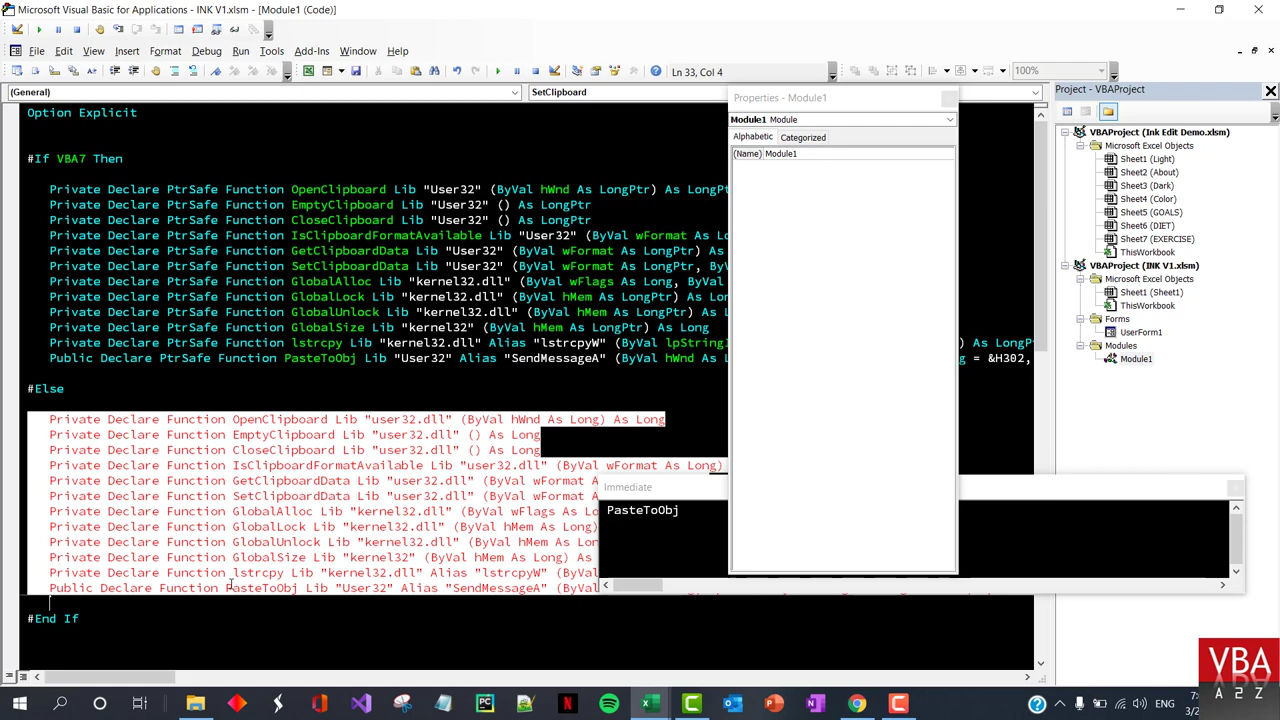 Microsoft Visual Basic for Applications - INK V1.xlsm - [Module1 (Code)]
File Edit View Insert Format Debug Run Tools Add-Ins Window Help
Ln 33, Col 4
100%
(General)
SetClipboard
Option Explicit
#If VBA7 Then
Private Declare PtrSafe Function OpenClipboard Lib "User32" (ByVal hWnd As LongPtr) As LongP
Private Declare PtrSafe Function EmptyClipboard Lib "User32" () As LongPtr
Private Declare PtrSafe Function CloseClipboard Lib "User32" () As LongPtr
Private Declare PtrSafe Function IsClipboardFormatAvailable Lib "User32" (ByVal wFormat As Lo
Private Declare PtrSafe Function GetClipboardData Lib "User32" (ByVal wFormat As LongPtr)
Private Declare PtrSafe Function SetClipboardData Lib "User32" (ByVal wFormat As LongPtr, ByV
Private Declare PtrSafe Function GlobalAlloc Lib "kernel32.dll" (ByVal wFlags As Long, ByVal
Private Declare PtrSafe Function GlobalLock Lib "kernel32.dll" (ByVal hMem As LongPtr) As Lon
Private Declare PtrSafe Function GlobalUnlock Lib "kernel32.dll" (ByVal hMem As LongPtr) As L
Private Declare PtrSafe Function GlobalSize Lib "kernel32" (ByVal hMem As LongPtr) As Long
Private Declare PtrSafe Function lstrcpy Lib "kernel32.dll" Alias "lstrcpyW" (ByVal lpString1 ) As LongPt
Public Declare PtrSafe Function PasteToObj Lib "User32" Alias "SendMessageA" (ByVal hWnd As g = &H302,
#Else
Private Declare Function OpenClipboard Lib "user32.dll" (ByVal hWnd As Long) As Long
Private Declare Function EmptyClipboard Lib "user32.dll" () As Long
Private Declare Function CloseClipboard Lib "user32.dll" () As Long
Private Declare Function IsClipboardFormatAvailable Lib "user32.dll" (ByVal wFormat As Long)
Private Declare Function GetClipboardData Lib "user32.dll" (ByVal wFormat A
Private Declare Function SetClipboardData Lib "user32.dll" (ByVal wFormat A
Private Declare Function GlobalAlloc Lib "kernel32.dll" (ByVal wFlags As Lo
Private Declare Function GlobalLock Lib "kernel32.dll" (ByVal hMem As Long)
Private Declare Function GlobalUnlock Lib "kernel32.dll" (ByVal hMem As Lon
Private Declare Function GlobalSize Lib "kernel32" (ByVal hMem As Long) As
Private Declare Function lstrcpy Lib "kernel32.dll" Alias "lstrcpyW" (ByVal
Public Declare Function PasteToObj Lib "User32" Alias "SendMessageA" (ByVal
#End If
Properties - Module1
Module1 Module
Alphabetic Categorized
(Name) Module1
Immediate
PasteToObj
Project - VBAProject
VBAProject (Ink Edit Demo.xlsm)
Microsoft Excel Objects
Sheet1 (Light)
Sheet2 (About)
Sheet3 (Dark)
Sheet4 (Color)
Sheet5 (GOALS)
Sheet6 (DIET)
Sheet7 (EXERCISE)
ThisWorkbook
VBAProject (INK V1.xlsm)
Microsoft Excel Objects
Sheet1 (Sheet1)
ThisWorkbook
Forms
UserForm1
Modules
Module1
VBA
A 2 Z
ENG
7:
3/2